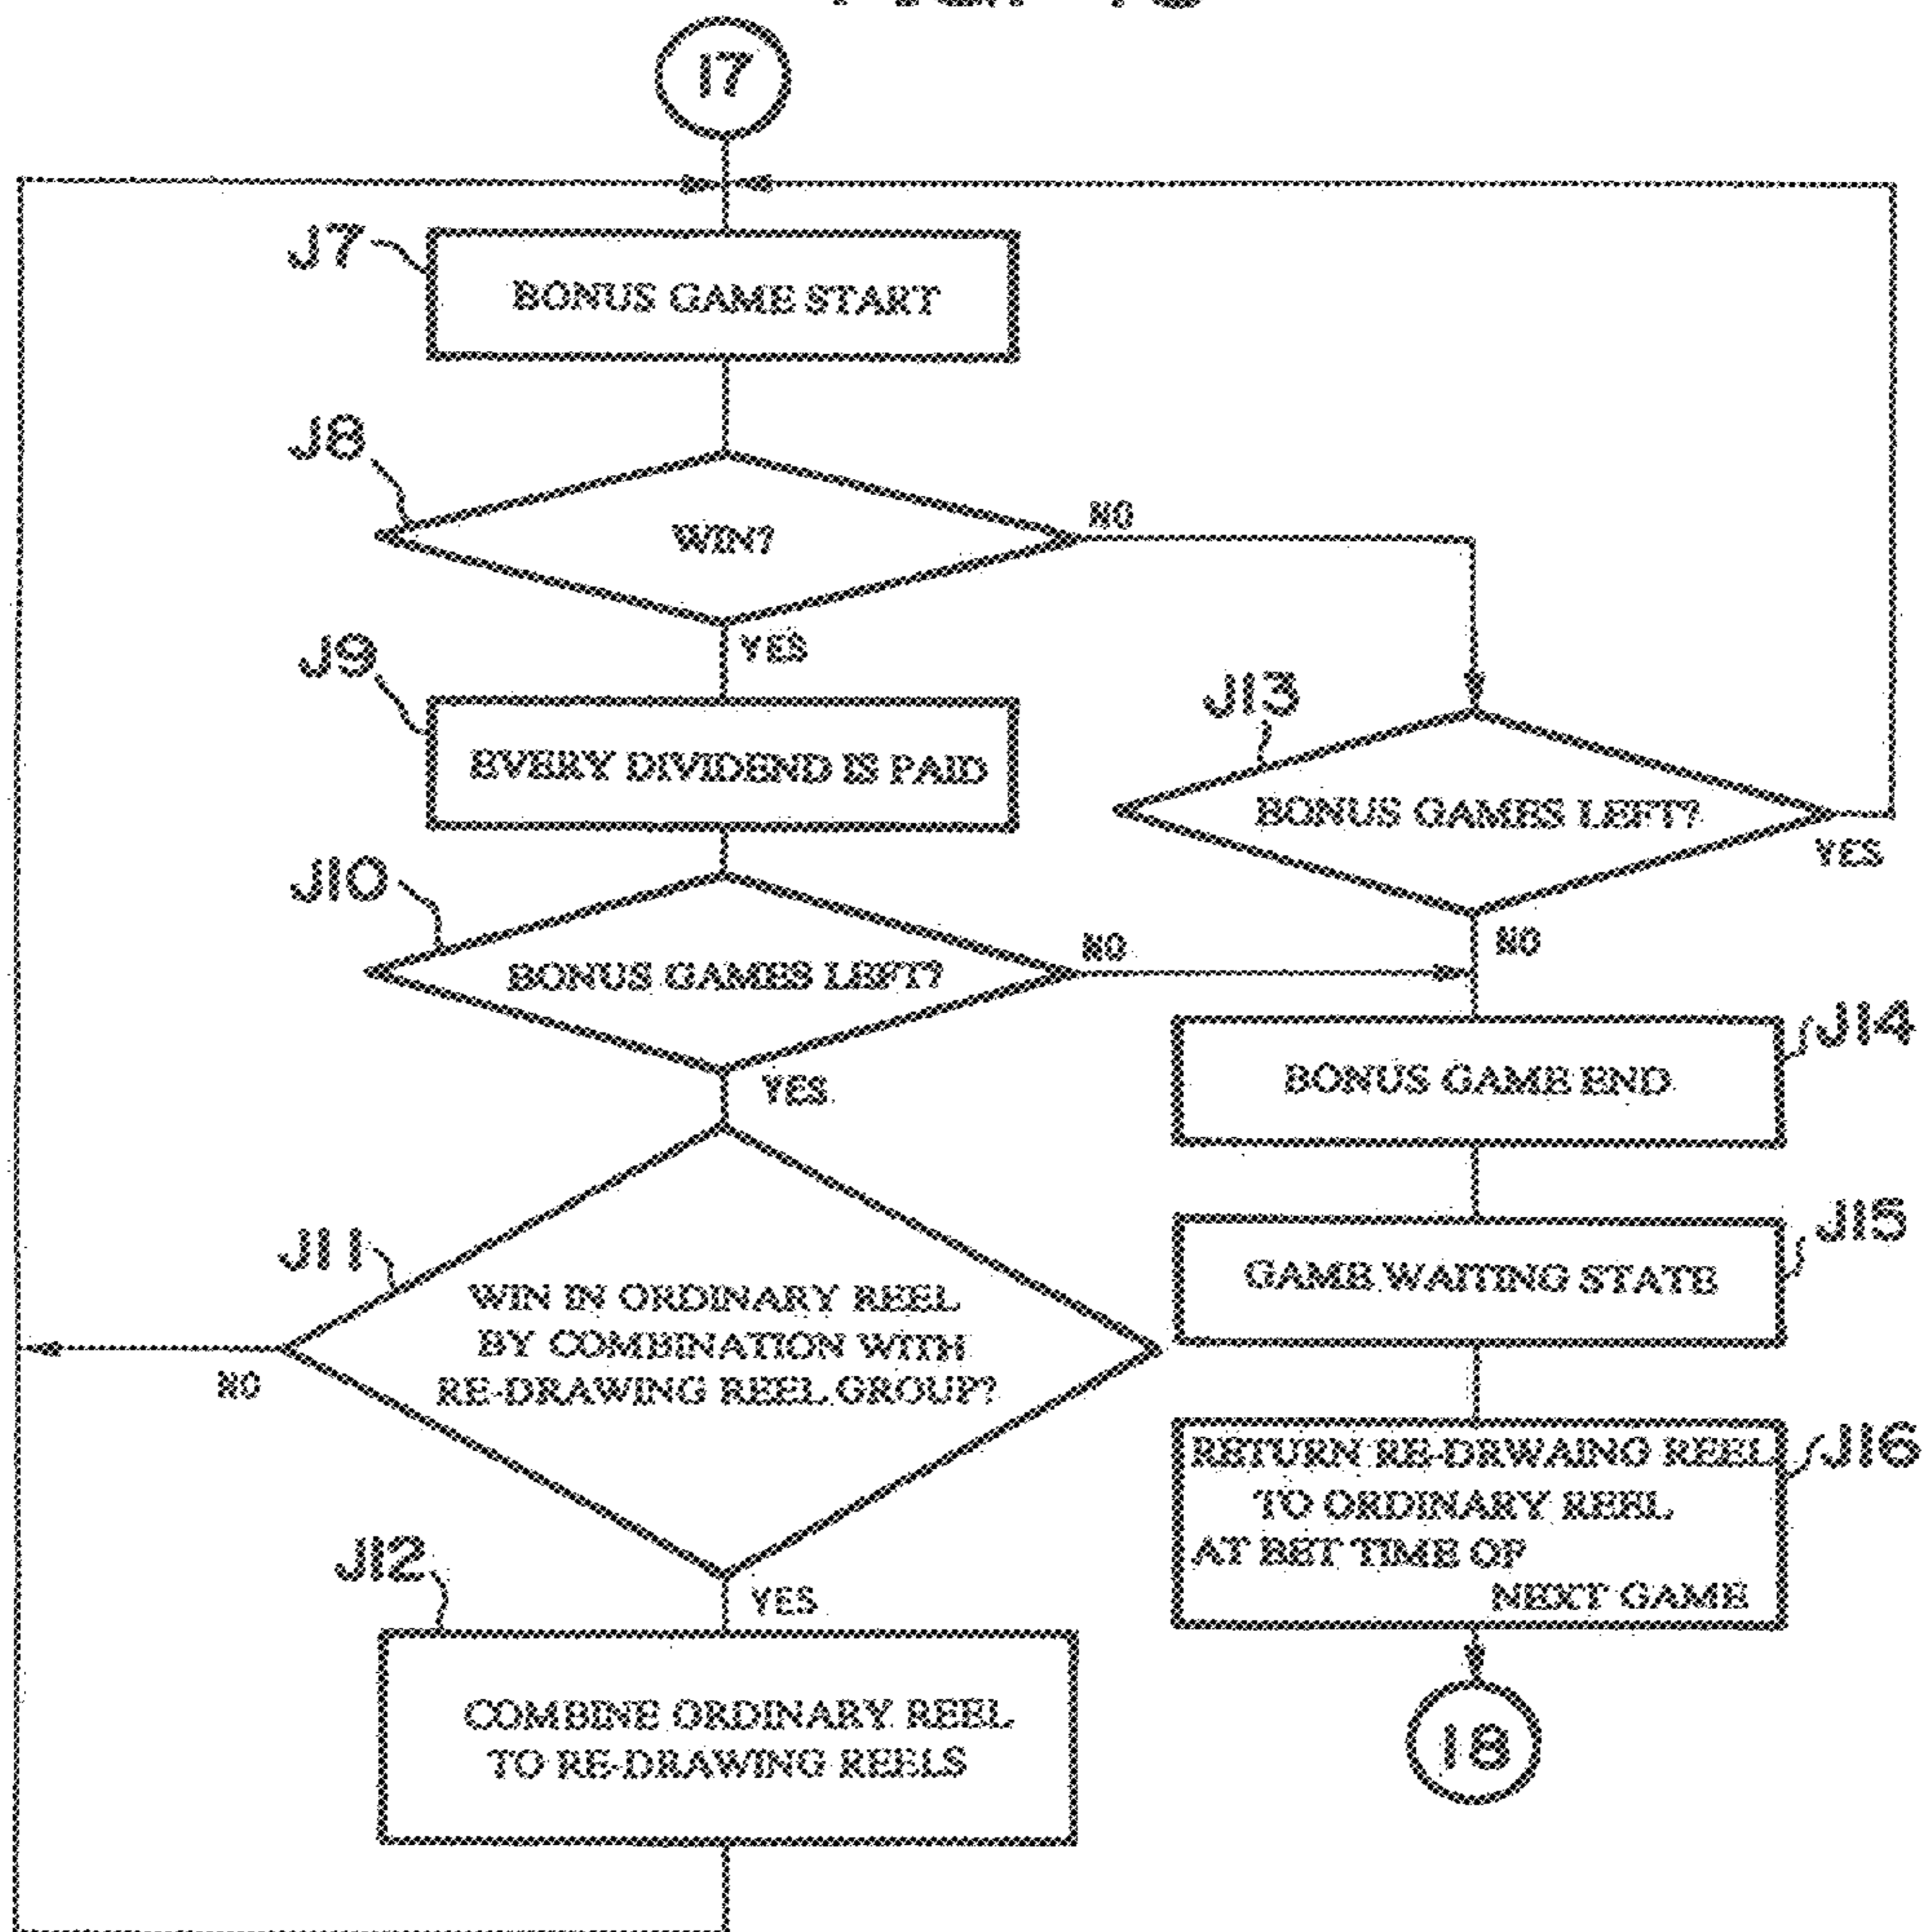 17
J7
BONUS GAME START
J8
WIN?
NO
YES
J9
EVERY DIVIDEND IS PAID
J13
BONUS GAMES LEFT?
YES
NO
J10
BONUS GAMES LEFT?
NO
YES
J14
BONUS GAME END
J11
WIN IN ORDINARY REEL
BY COMBINATION WITH
RE-DRAWING REEL GROUP?
NO
YES
J15
GAME WAITING STATE
J16
RETURN RE-DRWAING REEL
TO ORDINARY REEL
AT BET TIME OF
NEXT GAME
J12
COMBINE ORDINARY REEL
TO RE-DRAWING REELS
18